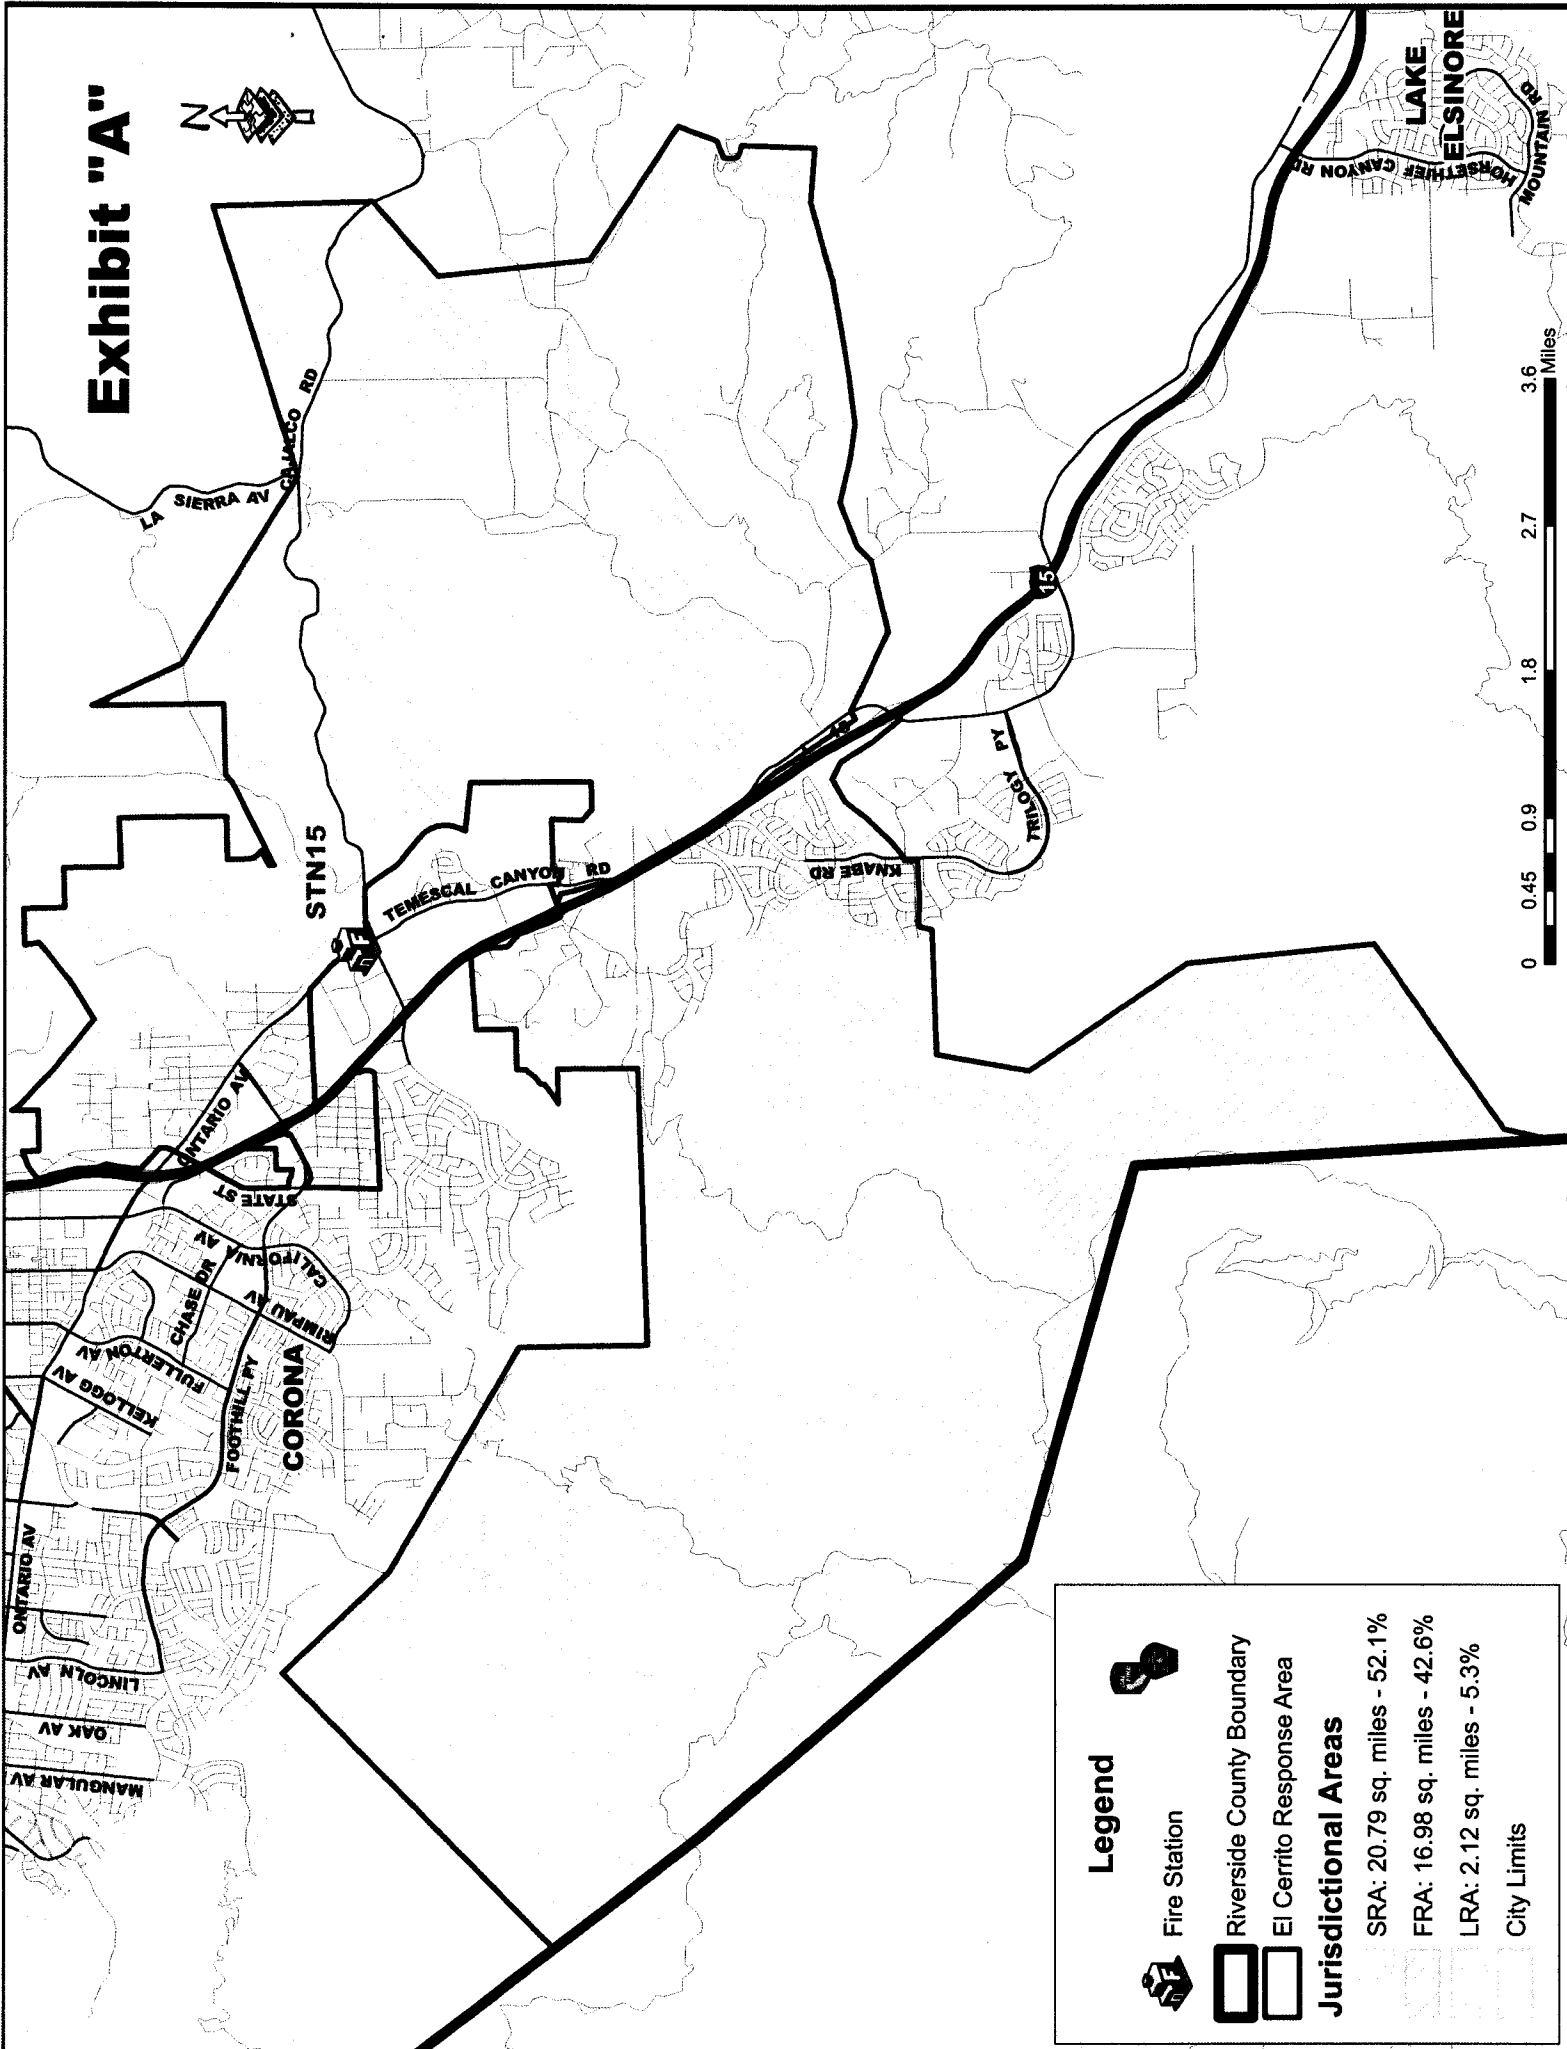 Exhibit "A"
N
LA SIERRA AV
CAJALCO RD
STN15
TEMESCAL CANYON RD
ONTARIO AV
STATE ST
CALIFORNIA AV
RIMPAU AV
CHASE DR
FULLERTON AV
KELLOGG AV
FOOTHILL PY
CORONA
ONTARIO AV
LINCOLN AV
OAK AV
MANGULAR AV
15
KNABE RD
TRILOGY PY
15
LAKE
ELSINORE
HORSETHIEF CANYON RD
MOUNTAIN RD
0 0.45 0.9 1.8 2.7 3.6
Miles
Legend
Fire Station
Riverside County Boundary
El Cerrito Response Area
Jurisdictional Areas
SRA: 20.79 sq. miles - 52.1%
FRA: 16.98 sq. miles - 42.6%
LRA: 2.12 sq. miles - 5.3%
City Limits